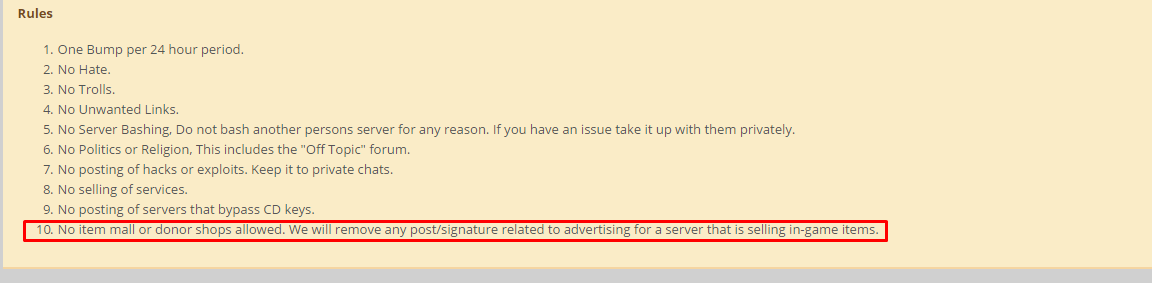 Rules
1. One Bump per 24 hour period.
2. No Hate.
3. No Trolls.
4. No Unwanted Links.
5. No Server Bashing, Do not bash another persons server for any reason. If you have an issue take it up with them privately.
6. No Politics or Religion, This includes the "Off Topic" forum.
7. No posting of hacks or exploits. Keep it to private chats.
8. No selling of services.
9. No posting of servers that bypass CD keys.
10. No item mall or donor shops allowed. We will remove any post/signature related to advertising for a server that is selling in-game items.